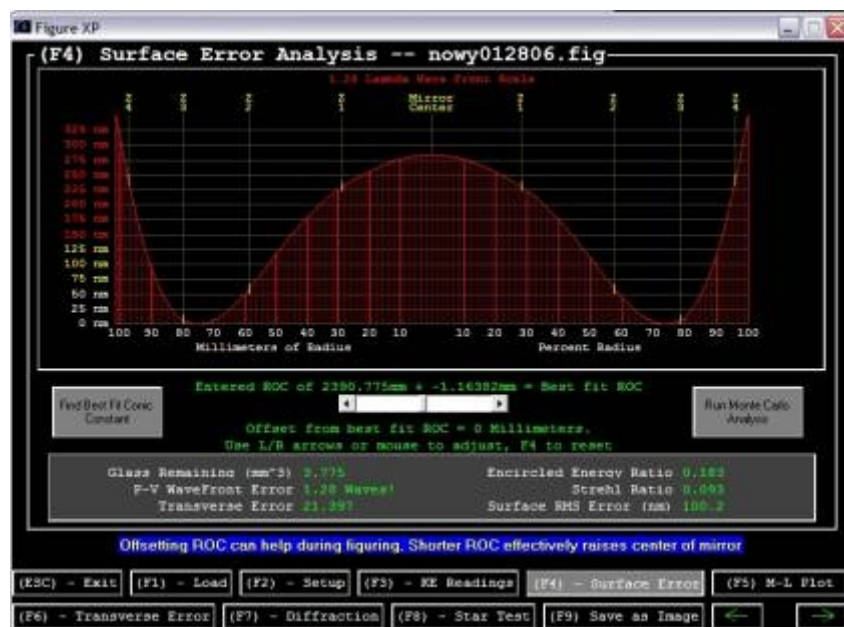 Figure XP
(F4) Surface Error Analysis -- nowy012806.fig
1.28 Lambda Wave Front Scale
Mirror
Center
325 nm
300 nm
275 nm
250 nm
225 nm
200 nm
175 nm
150 nm
125 nm
100 nm
75 nm
50 nm
25 nm
0 nm
100 90 80 70 60 50 40 30 20 10 10 20 30 40 50 60 70 80 90 100
Millimeters of Radius Percent Radius
Entered ROC of 2390.775mm + -1.16382mm = Best fit ROC
Find Best Fit Conic
Constant
Run Monte Carlo
Analysis
Offset from best fit ROC = 0 Millimeters.
Use L/R arrows or mouse to adjust, F4 to reset
Glass Remaining (mm^3) 3.775 Encircled Energy Ratio 0.183
P-V WaveFront Error 1.28 Waves! Strehl Ratio 0.093
Transverse Error 21.397 Surface RMS Error (nm) 100.2
Offsetting ROC can help during figuring, Shorter ROC effectively raises center of mirror
(ESC) - Exit (F1) - Load (F2) - Setup (F3) - KE Readings (F4) - Surface Error (F5) M-L Plot
(F6) - Transverse Error (F7) - Diffraction (F8) - Star Test (F9) Save as Image